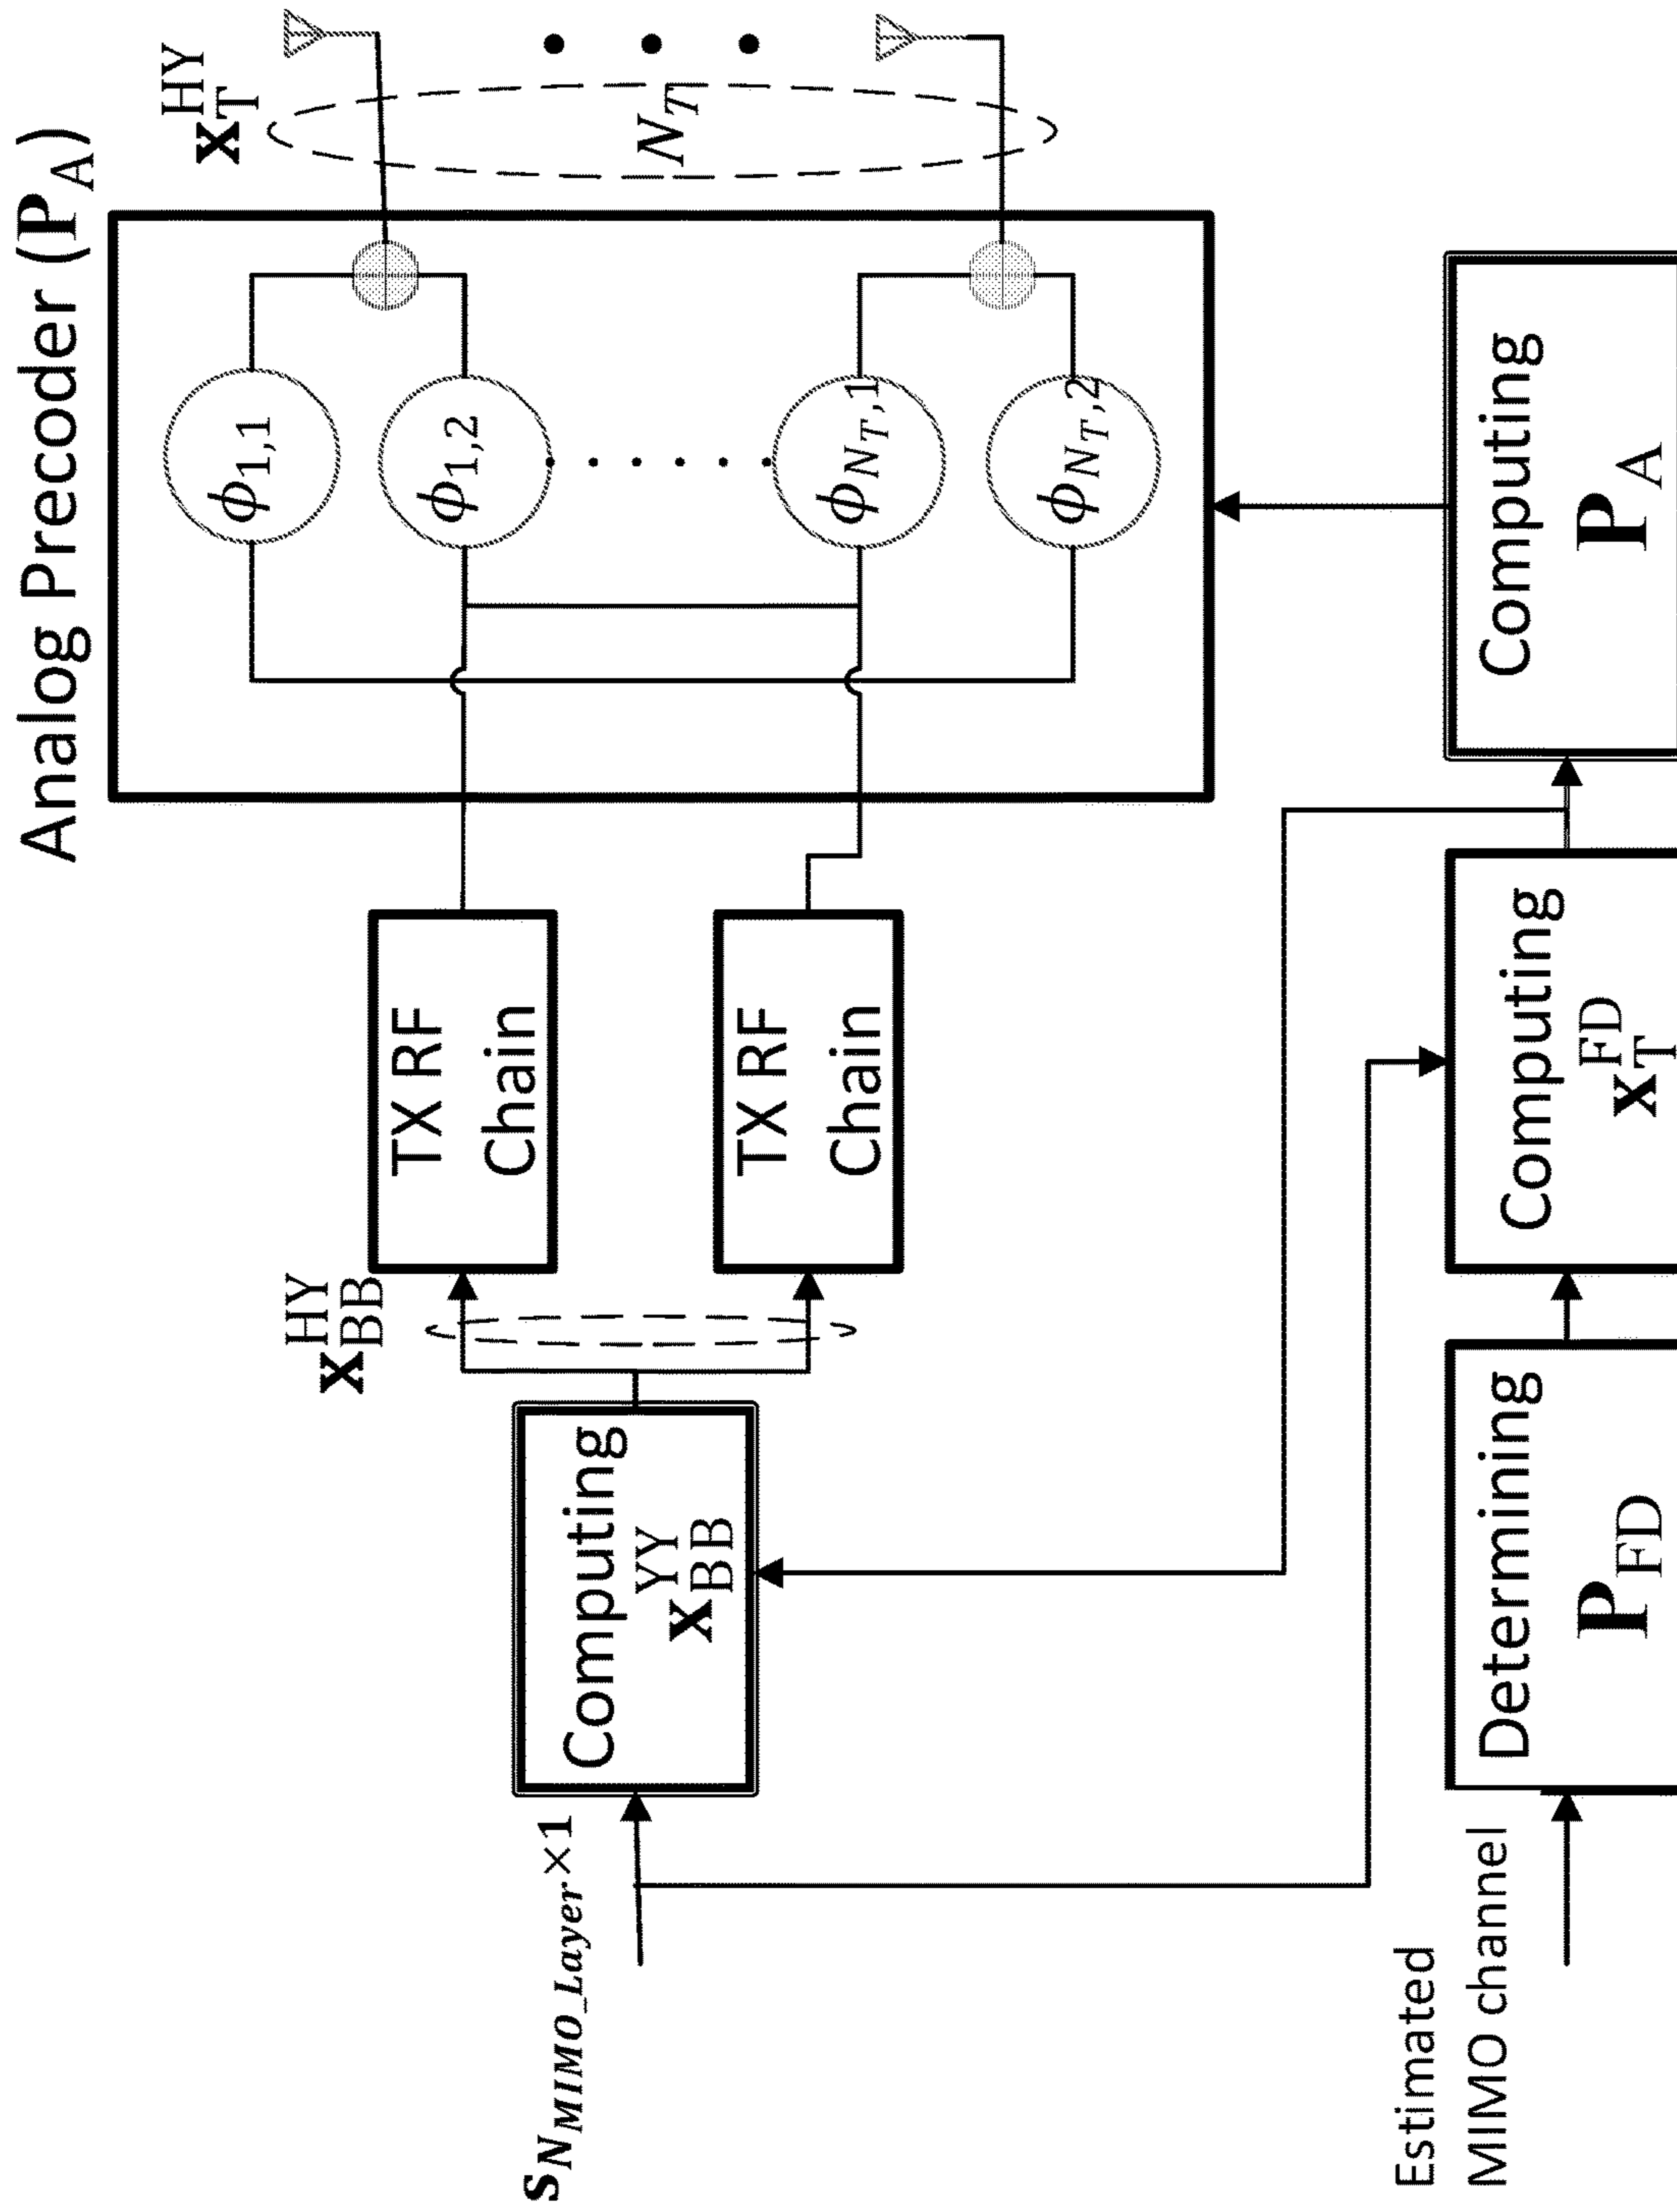 Analog Precoder (P_A)
x_T^HY
N_T
ϕ_1,1
ϕ_1,2
ϕ_N_T,1
ϕ_N_T,2
TX RF
Chain
TX RF
Chain
x_BB^HY
Computing
x_BB^YY
s_N_MIMO_Layer×1
Estimated
MIMO channel
Determining
P_FD
Computing
x_T^FD
Computing
P_A